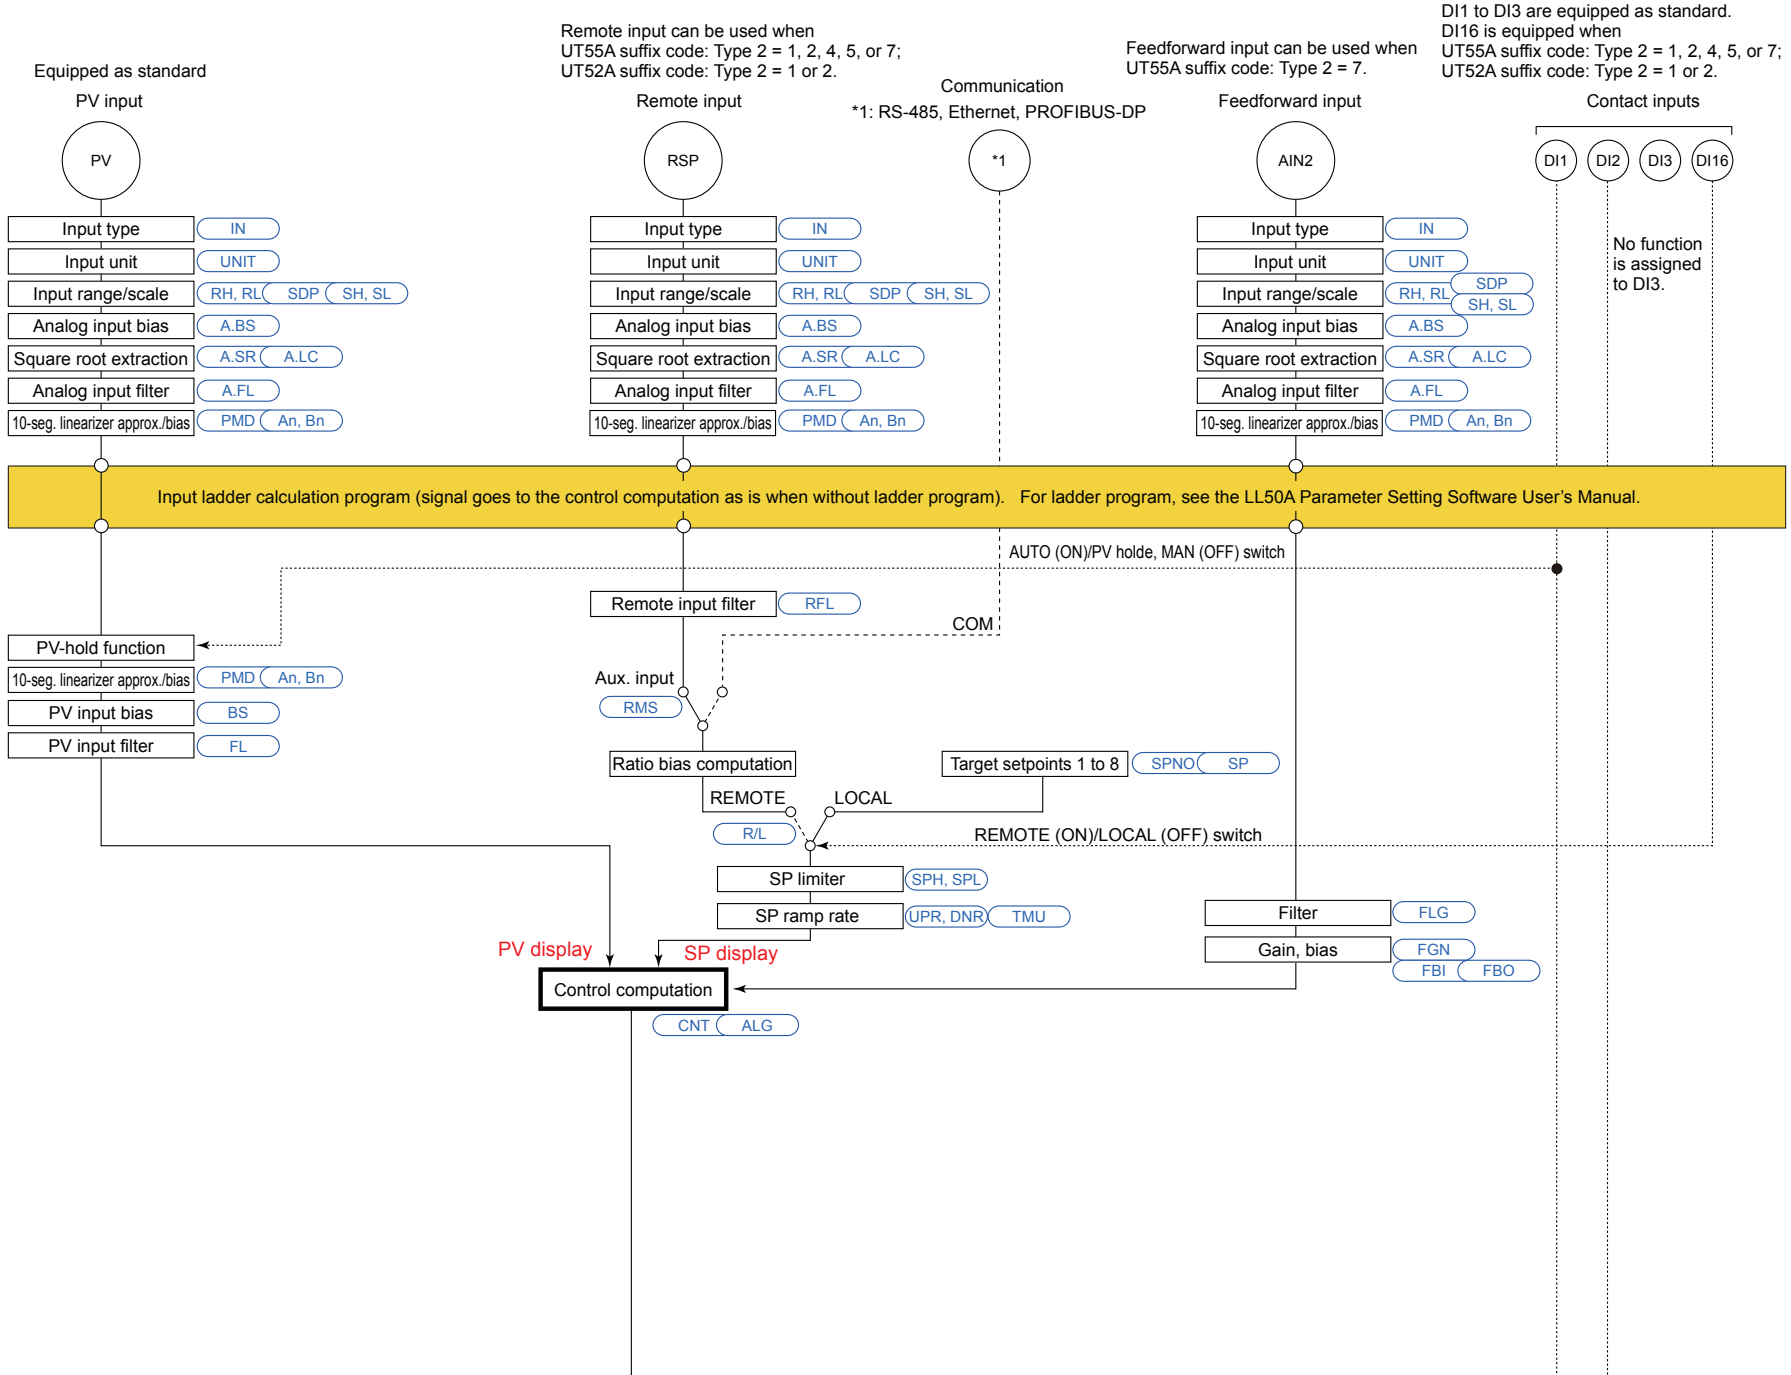 DI1 to DI3 are equipped as standard.
DI16 is equipped when
UT55A suffix code: Type 2 = 1, 2, 4, 5, or 7;
UT52A suffix code: Type 2 = 1 or 2.
Remote input can be used when
UT55A suffix code: Type 2 = 1, 2, 4, 5, or 7;
UT52A suffix code: Type 2 = 1 or 2.
Feedforward input can be used when
UT55A suffix code: Type 2 = 7.
Equipped as standard
PV input
Remote input
Communication
*1: RS-485, Ethernet, PROFIBUS-DP
Feedforward input
Contact inputs
PV
RSP
*1
AIN2
DI1
DI2
DI3
DI16
Input type IN
Input unit UNIT
Input range/scale RH, RL SDP SH, SL
Analog input bias A.BS
Square root extraction A.SR A.LC
Analog input filter A.FL
10-seg. linearizer approx./bias PMD An, Bn
Input type IN
Input unit UNIT
Input range/scale RH, RL SDP SH, SL
Analog input bias A.BS
Square root extraction A.SR A.LC
Analog input filter A.FL
10-seg. linearizer approx./bias PMD An, Bn
Input type IN
Input unit UNIT
Input range/scale RH, RL SDP
SH, SL
Analog input bias A.BS
Square root extraction A.SR A.LC
Analog input filter A.FL
10-seg. linearizer approx./bias PMD An, Bn
No function
is assigned
to DI3.
Input ladder calculation program (signal goes to the control computation as is when without ladder program). For ladder program, see the LL50A Parameter Setting Software User's Manual.
AUTO (ON)/PV holde, MAN (OFF) switch
Remote input filter RFL
COM
PV-hold function
10-seg. linearizer approx./bias PMD An, Bn
PV input bias BS
PV input filter FL
Aux. input
RMS
Ratio bias computation
Target setpoints 1 to 8 SPNO SP
REMOTE
LOCAL
R/L
REMOTE (ON)/LOCAL (OFF) switch
SP limiter SPH, SPL
SP ramp rate UPR, DNR TMU
Filter FLG
Gain, bias FGN
FBI FBO
PV display
SP display
Control computation
CNT ALG